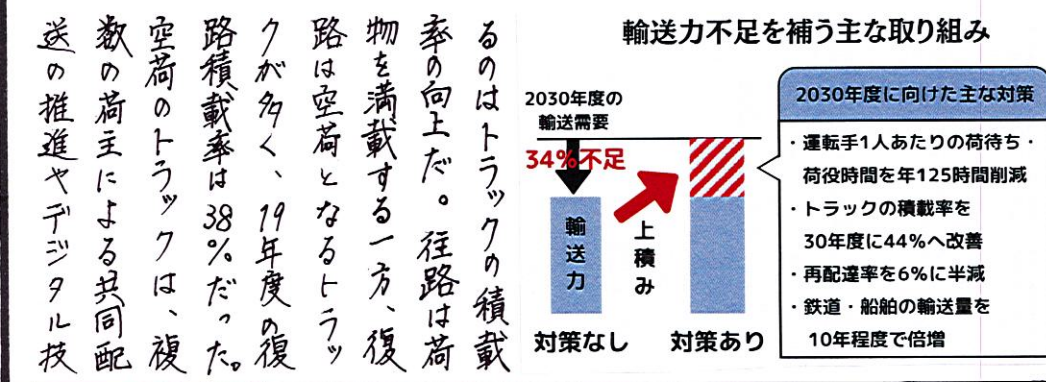 るのはトラックの積載
率の向上だ。往路は荷
物を満載する一方、復
路は空荷となるトラッ
クが多く、19年度の復
路積載率は38%だった。
空荷のトラックは、複
数の荷主による共同配
送の推進やデジタル技
輸送力不足を補う主な取り組み
2030年度の
輸送需要
34%不足
輸送力
上積み
対策なし
対策あり
2030年度に向けた主な対策
・運転手1人あたりの荷待ち・
荷役時間を年125時間削減
・トラックの積載率を
30年度に44%へ改善
・再配達率を6%に半減
・鉄道・船舶の輸送量を
10年程度で倍増